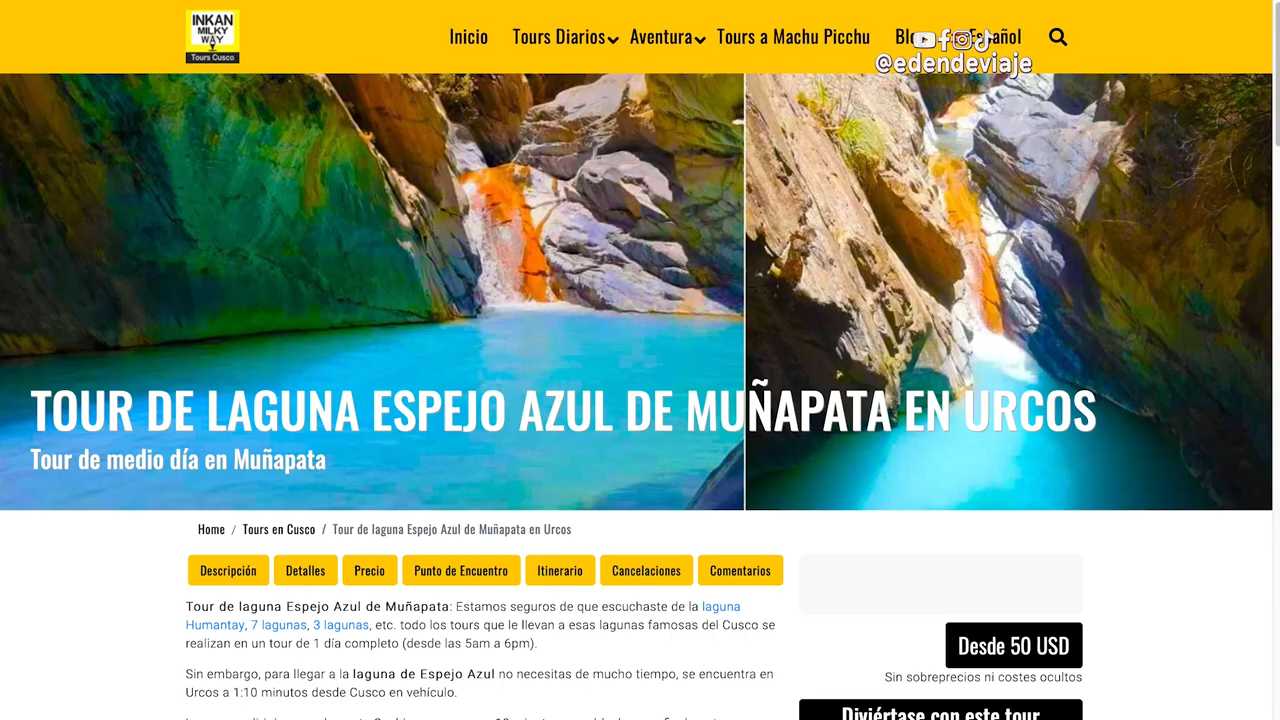 INKAN
MILKY
WAY
Tours Cusco
Inicio Tours Diarios Aventura Tours a Machu Picchu Español
@edendeviaje
TOUR DE LAGUNA ESPEJO AZUL DE MUÑAPATA EN URCOS
Tour de medio día en Muñapata
Home / Tours en Cusco / Tour de laguna Espejo Azul de Muñapata en Urcos
Descripción Detalles Precio Punto de Encuentro Itinerario Cancelaciones Comentarios
Tour de laguna Espejo Azul de Muñapata: Estamos seguros de que escuchaste de la laguna
Humantay, 7 lagunas, 3 lagunas, etc. todo los tours que le llevan a esas lagunas famosas del Cusco se
realizan en un tour de 1 día completo (desde las 5am a 6pm).
Sin embargo, para llegar a la laguna de Espejo Azul no necesitas de mucho tiempo, se encuentra en
Urcos a 1:10 minutos desde Cusco en vehículo.
Desde 50 USD
Sin sobreprecios ni costes ocultos
Diviértase con este tour